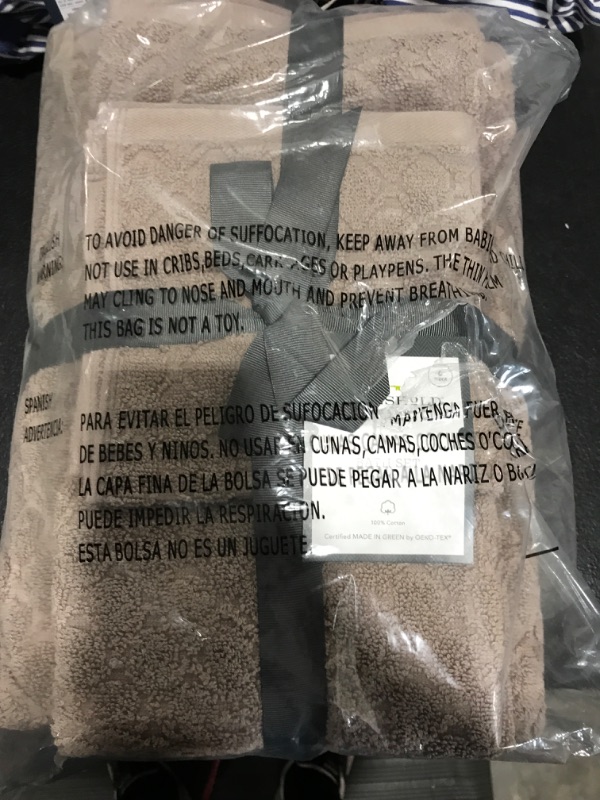 TO AVOID DANGER OF SUFFOCATION, KEEP AWAY FROM
NOT USE IN CRIBS,BEDS, OR PLAYPENS. THE THIN FILM
MAY CLING TO NOSE AND MOUTH AND PREVENT
THIS BAG IS NOT A TOY.
SPANISH
PARA EVITAR EL PELIGRO DE SUFOCACION MANTENGA FUER
DE BEBES Y NINOS. NO USAR EN CUNAS,CAMAS,COCHES O'CO
LA CAPA FINA DE LA BOLSA SE PUEDE PEGAR A LA NARIZ O
PUEDE IMPEDIR LA RESPIRACION.
ESTA BOLSA NO ES UN JUGUETE
100% Cotton
Certified MADE IN GREEN by OEKO-TEX®